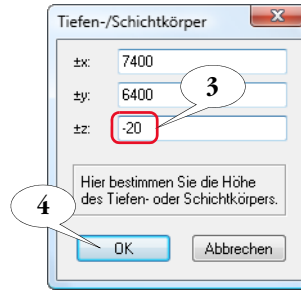 Tiefen-/Schichtkörper
±x: 7400
±y: 6400
3
±z: -20
Hier bestimmen Sie die Höhe
des Tiefen- oder Schichtkörpers.
4
OK Abbrechen